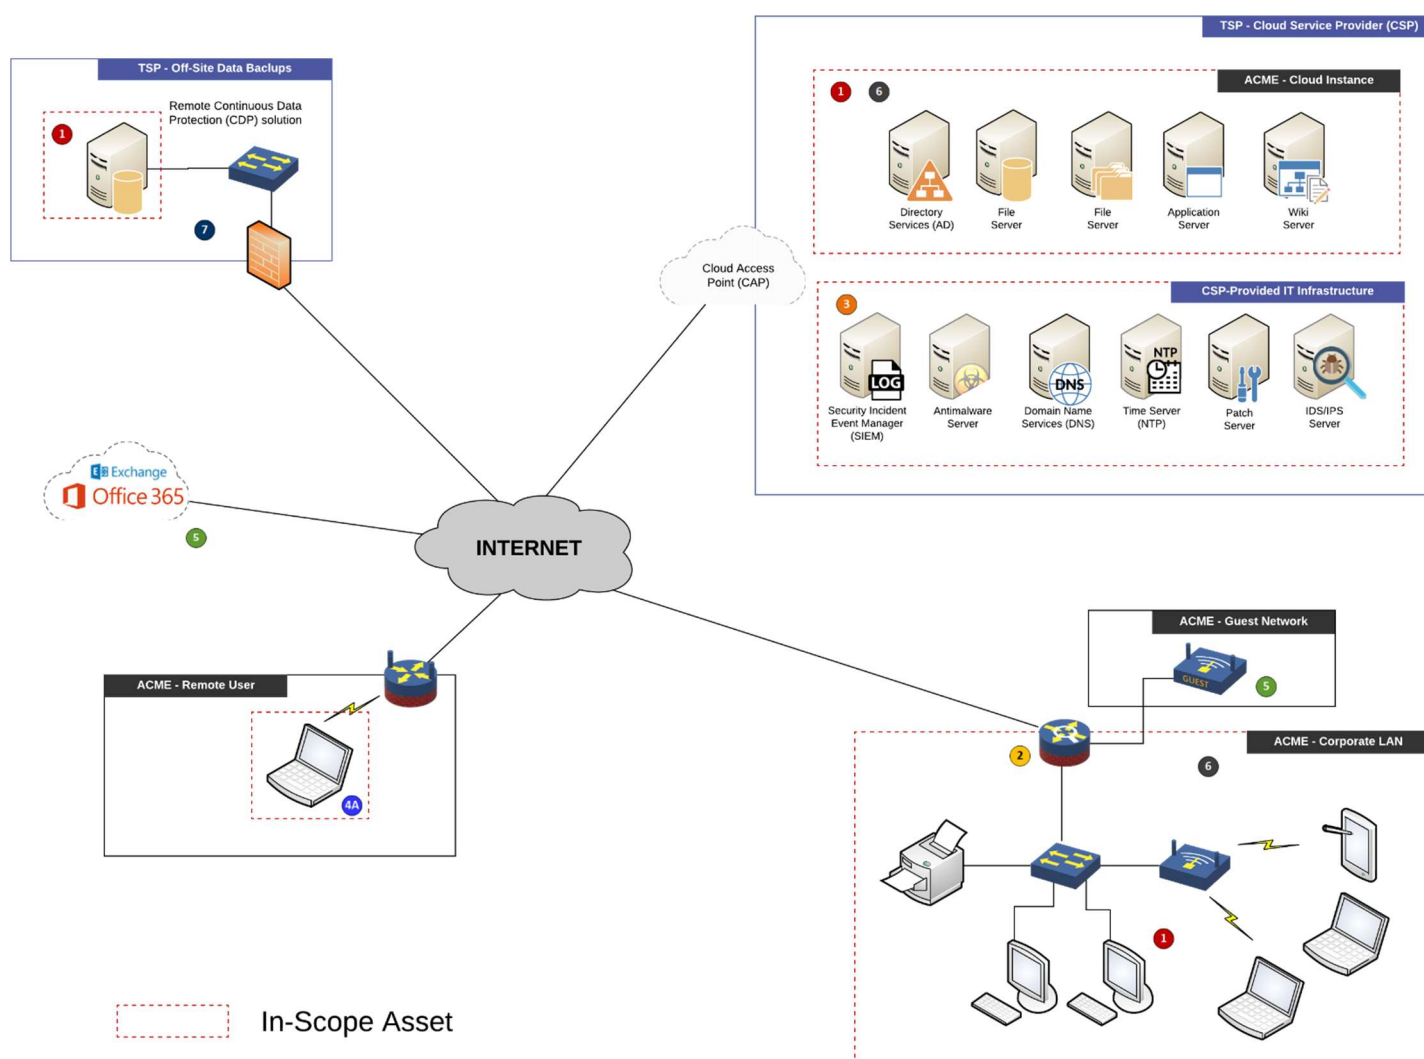 TSP - Cloud Service Provider (CSP)
TSP - Off-Site Data Baclups
Remote Continuous Data
Protection (CDP) solution
1
7
ACME - Cloud Instance
1
6
Directory
Services (AD)
File
Server
File
Server
Application
Server
Wiki
Server
Cloud Access
Point (CAP)
CSP-Provided IT Infrastructure
3
LOG
DNS
NTP
Security Incident
Event Manager
(SIEM)
Antimalware
Server
Domain Name
Services (DNS)
Time Server
(NTP)
Patch
Server
IDS/IPS
Server
E Exchange
Office 365
5
INTERNET
ACME - Guest Network
GUEST
5
ACME - Remote User
4A
ACME - Corporate LAN
2
6
1
In-Scope Asset